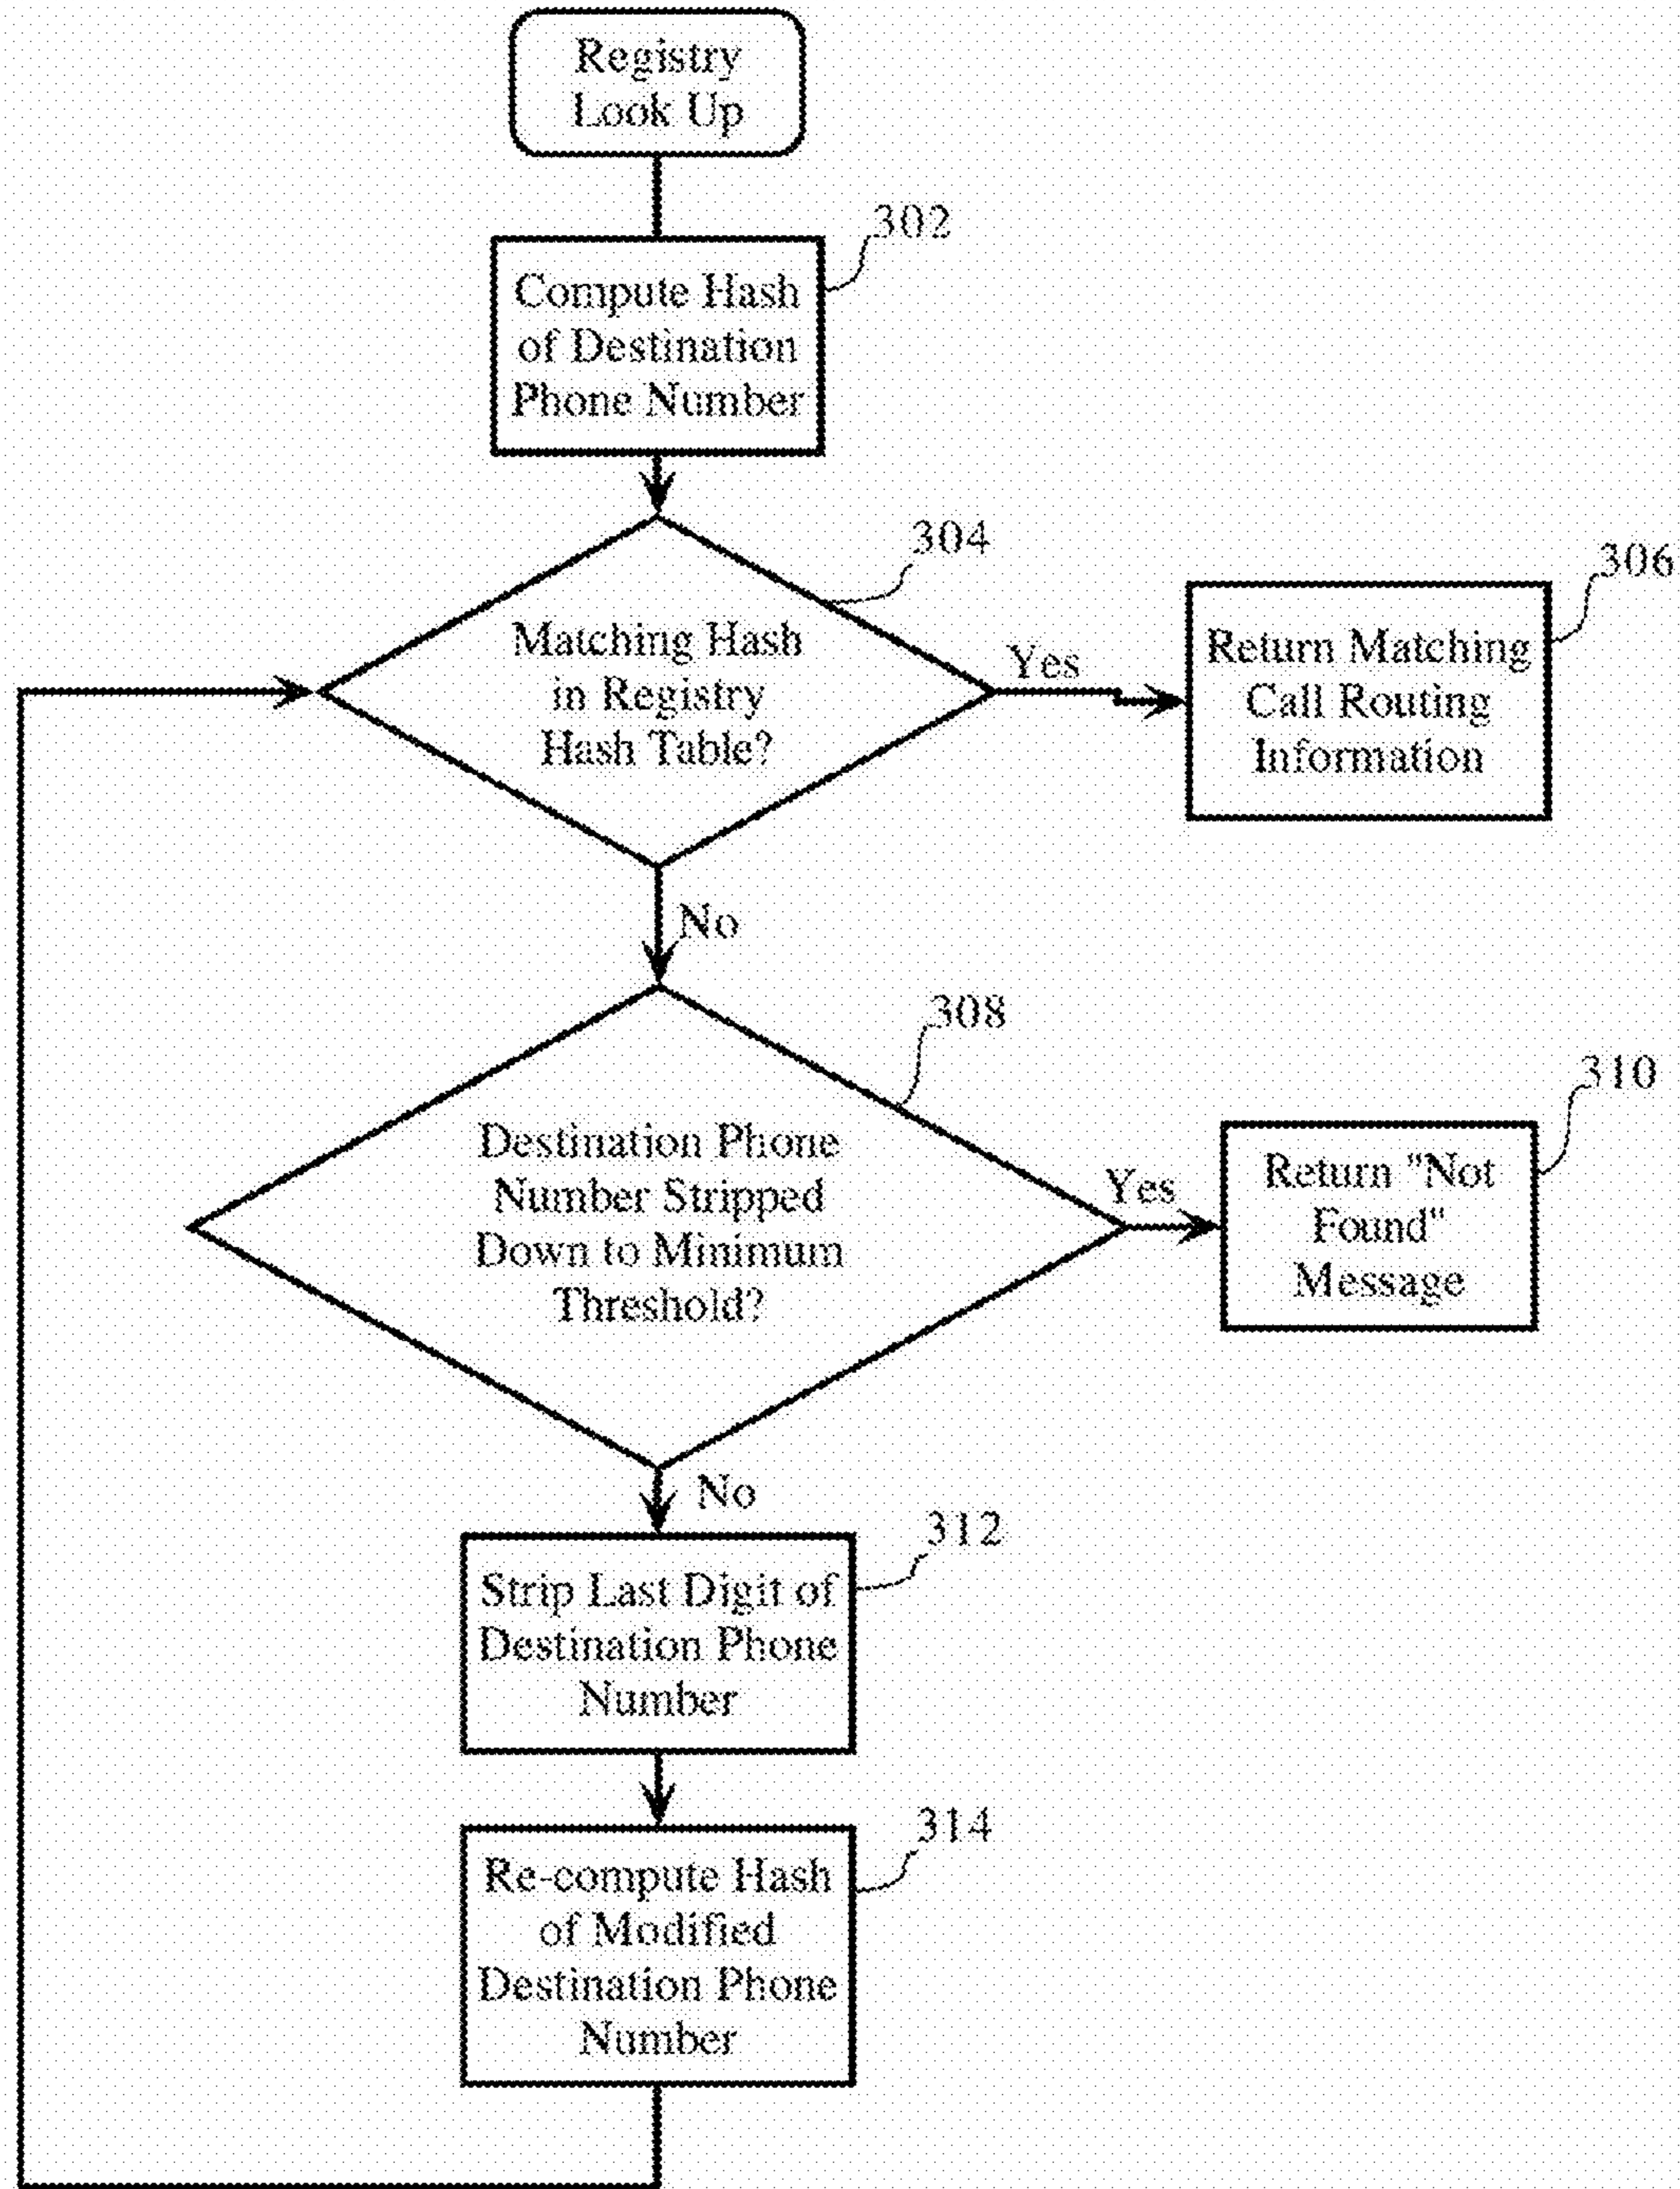 Registry
Look Up
302
Compute Hash
of Destination
Phone Number
304
Matching Hash
in Registry
Hash Table?
Yes
306
Return Matching
Call Routing
Information
No
308
Destination Phone
Number Stripped
Down to Minimum
Threshold?
Yes
310
Return "Not
Found"
Message
No
312
Strip Last Digit of
Destination Phone
Number
314
Re-compute Hash
of Modified
Destination Phone
Number